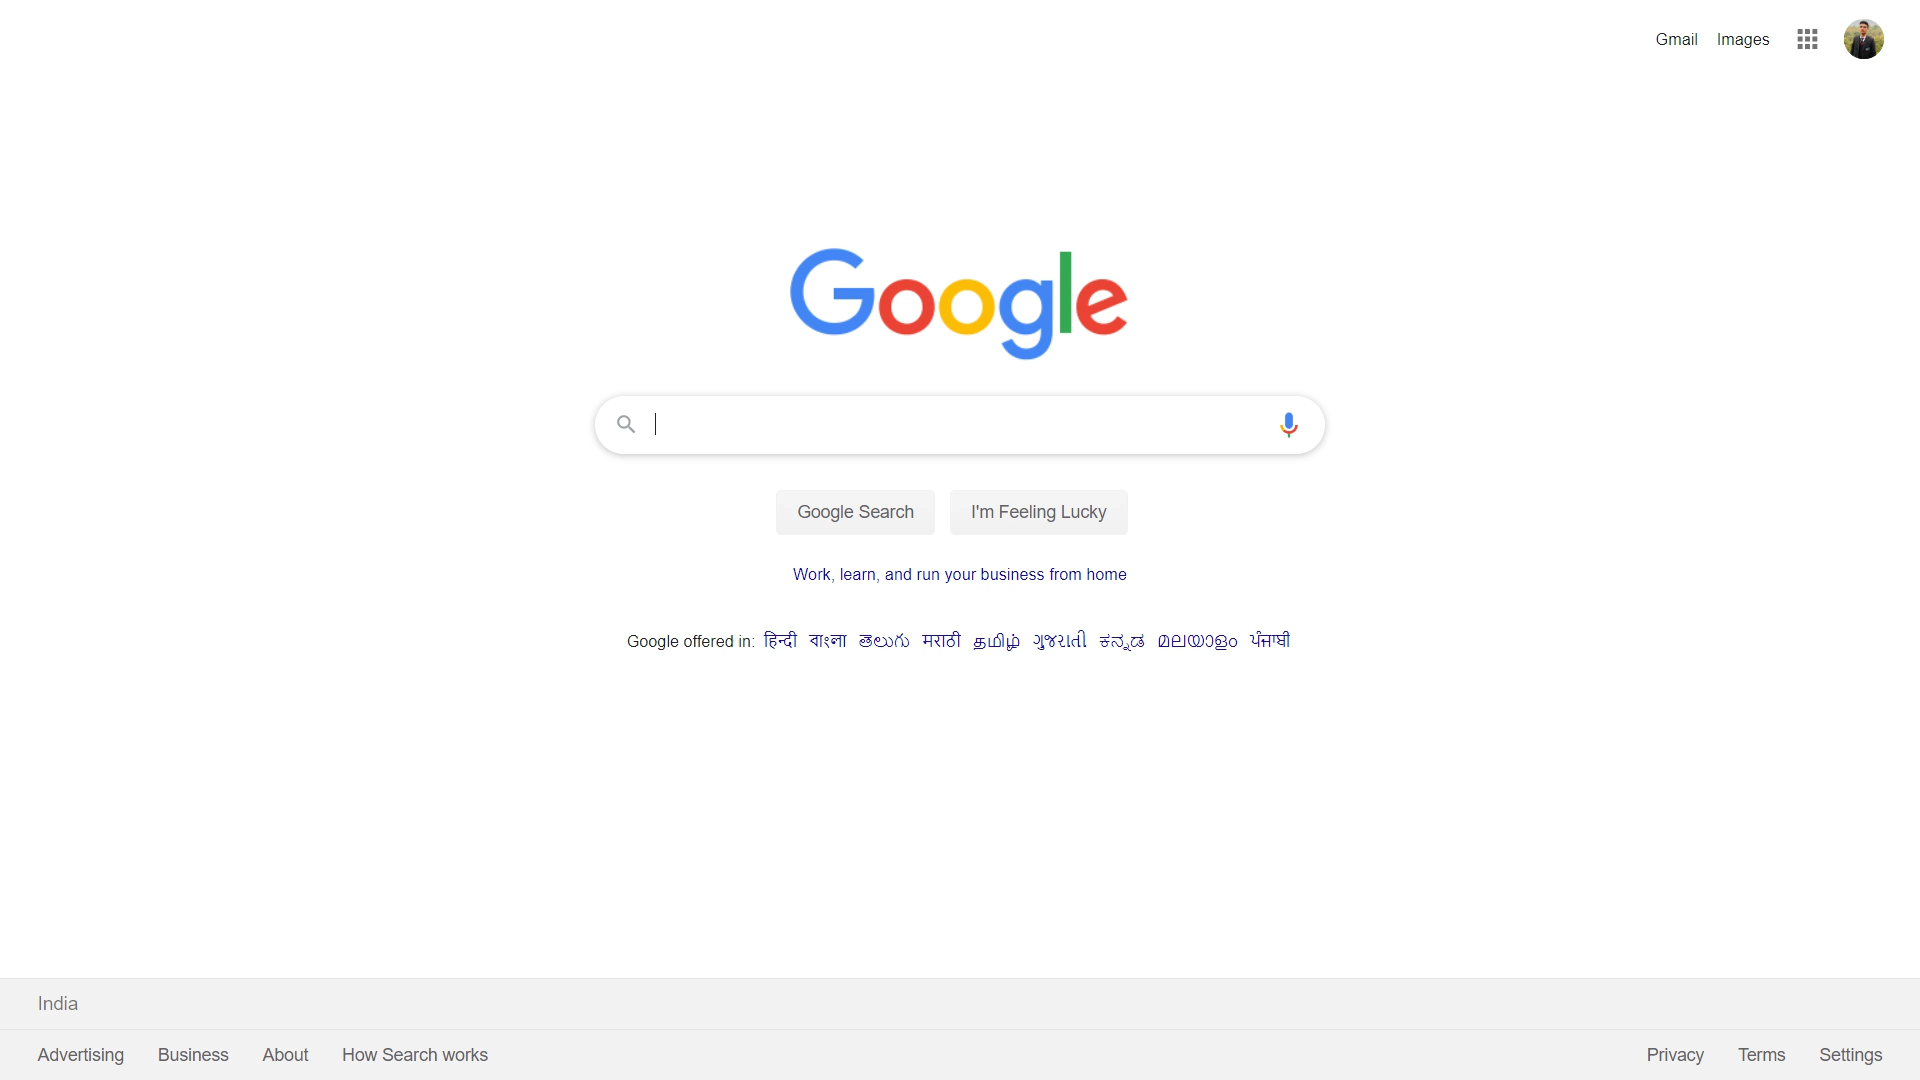 Gmail Images
Google
Google Search I'm Feeling Lucky
Work, learn, and run your business from home
Google offered in: हिन्दी বাংলা తెలుగు मराठी தமிழ் ગુજરાતી ಕನ್ನಡ മലയാളം ਪੰਜਾਬੀ
India
Advertising Business About How Search works Privacy Terms Settings